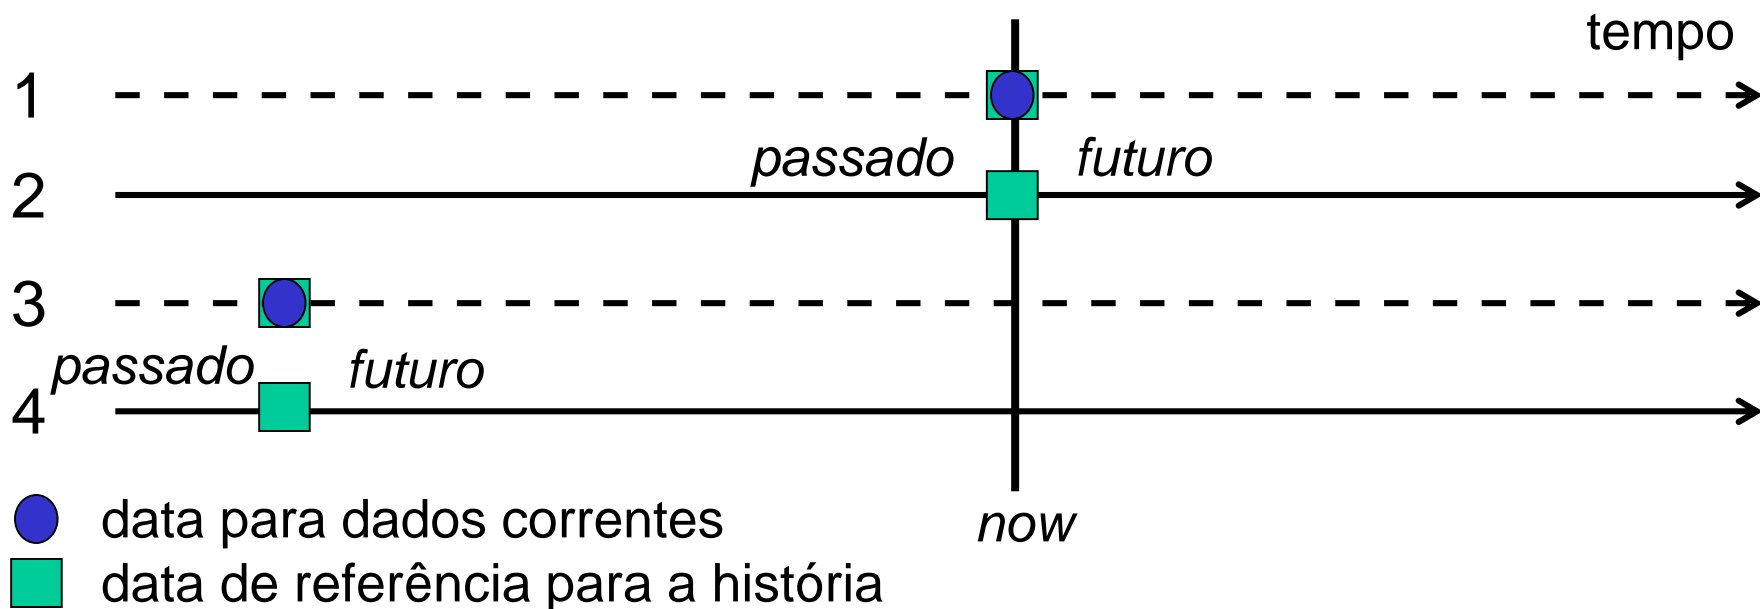 tempo
1
passado futuro
2
3
passado futuro
4
data para dados correntes
now
data de referência para a história